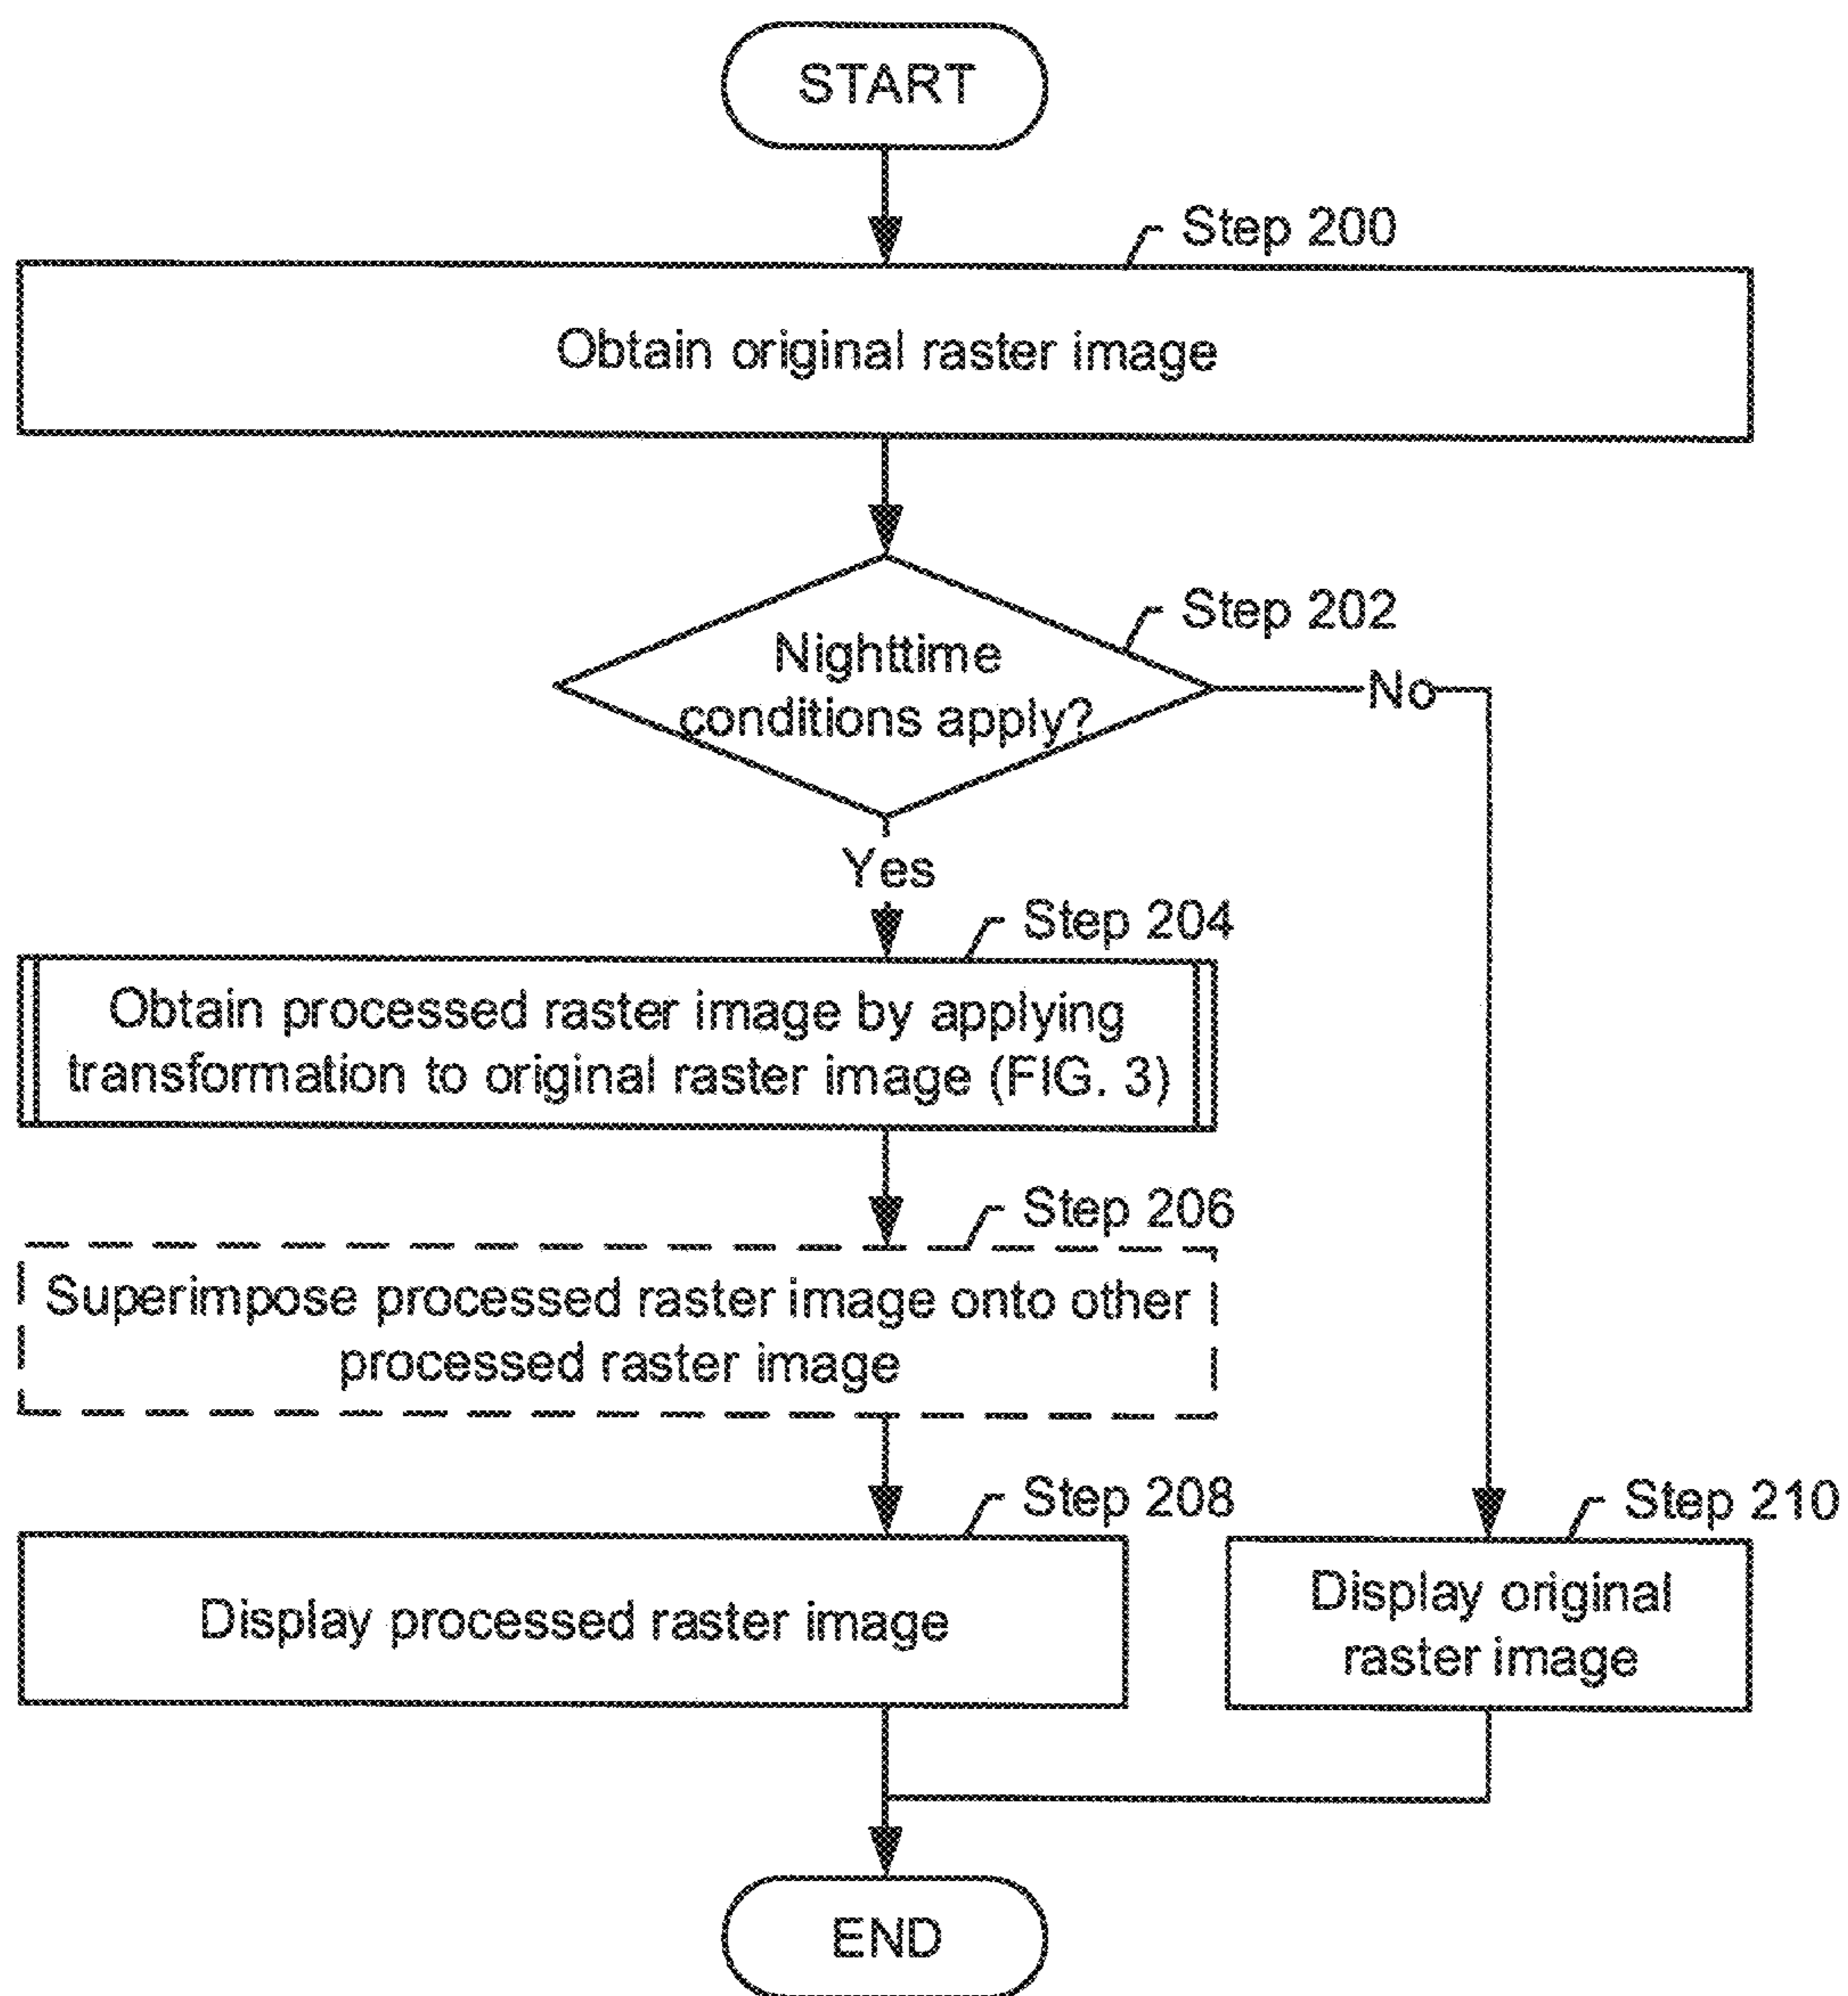 START
Step 200
Obtain original raster image
Step 202
Nighttime
conditions apply?
No
Yes
Step 204
Obtain processed raster image by applying
transformation to original raster image (FIG. 3)
Step 206
Superimpose processed raster image onto other
processed raster image
Step 208
Display processed raster image
Step 210
Display original
raster image
END